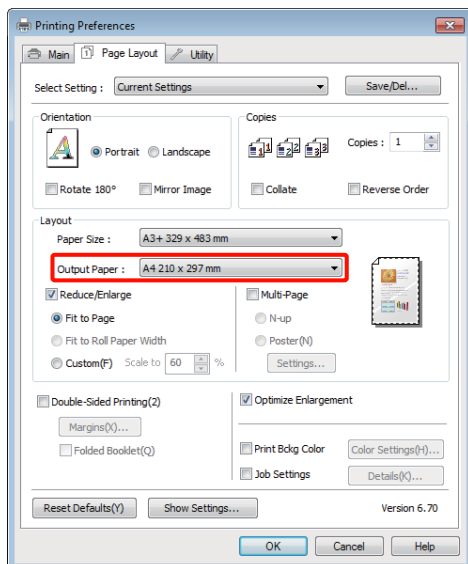 Printing Preferences
Main Page Layout Utility
Select Setting : Current Settings Save/Del...
Orientation
Portrait Landscape
Rotate 180° Mirror Image
Copies
Copies : 1
Collate Reverse Order
Layout
Paper Size : A3+ 329 x 483 mm
Output Paper : A4 210 x 297 mm
Reduce/Enlarge
Fit to Page
Fit to Roll Paper Width
Custom(F) Scale to 60 %
Multi-Page
N-up
Poster(N)
Settings...
Double-Sided Printing(2)
Margins(X)...
Folded Booklet(Q)
Optimize Enlargement
Print Bckg Color Color Settings(H)...
Job Settings Details(K)...
Reset Defaults(Y) Show Settings... Version 6.70
OK Cancel Help